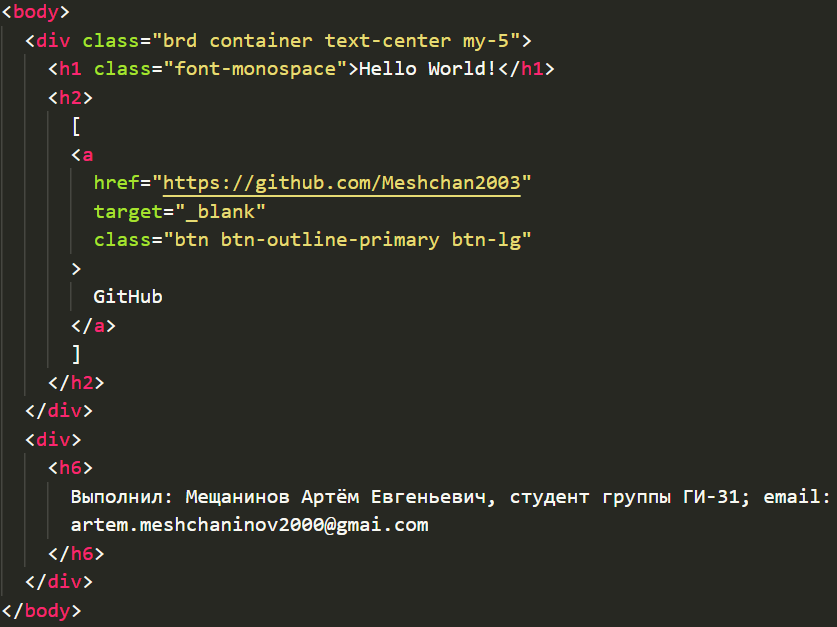 <body>
<div class="brd container text-center my-5">
<h1 class="font-monospace">Hello World!</h1>
<h2>
[
<a
href="https://github.com/Meshchan2003"
target="_blank"
class="btn btn-outline-primary btn-lg"
>
GitHub
</a>
]
</h2>
</div>
<div>
<h6>
Выполнил: Мещанинов Артём Евгеньевич, студент группы ГИ-31; email:
artem.meshchaninov2000@gmai.com
</h6>
</div>
</body>